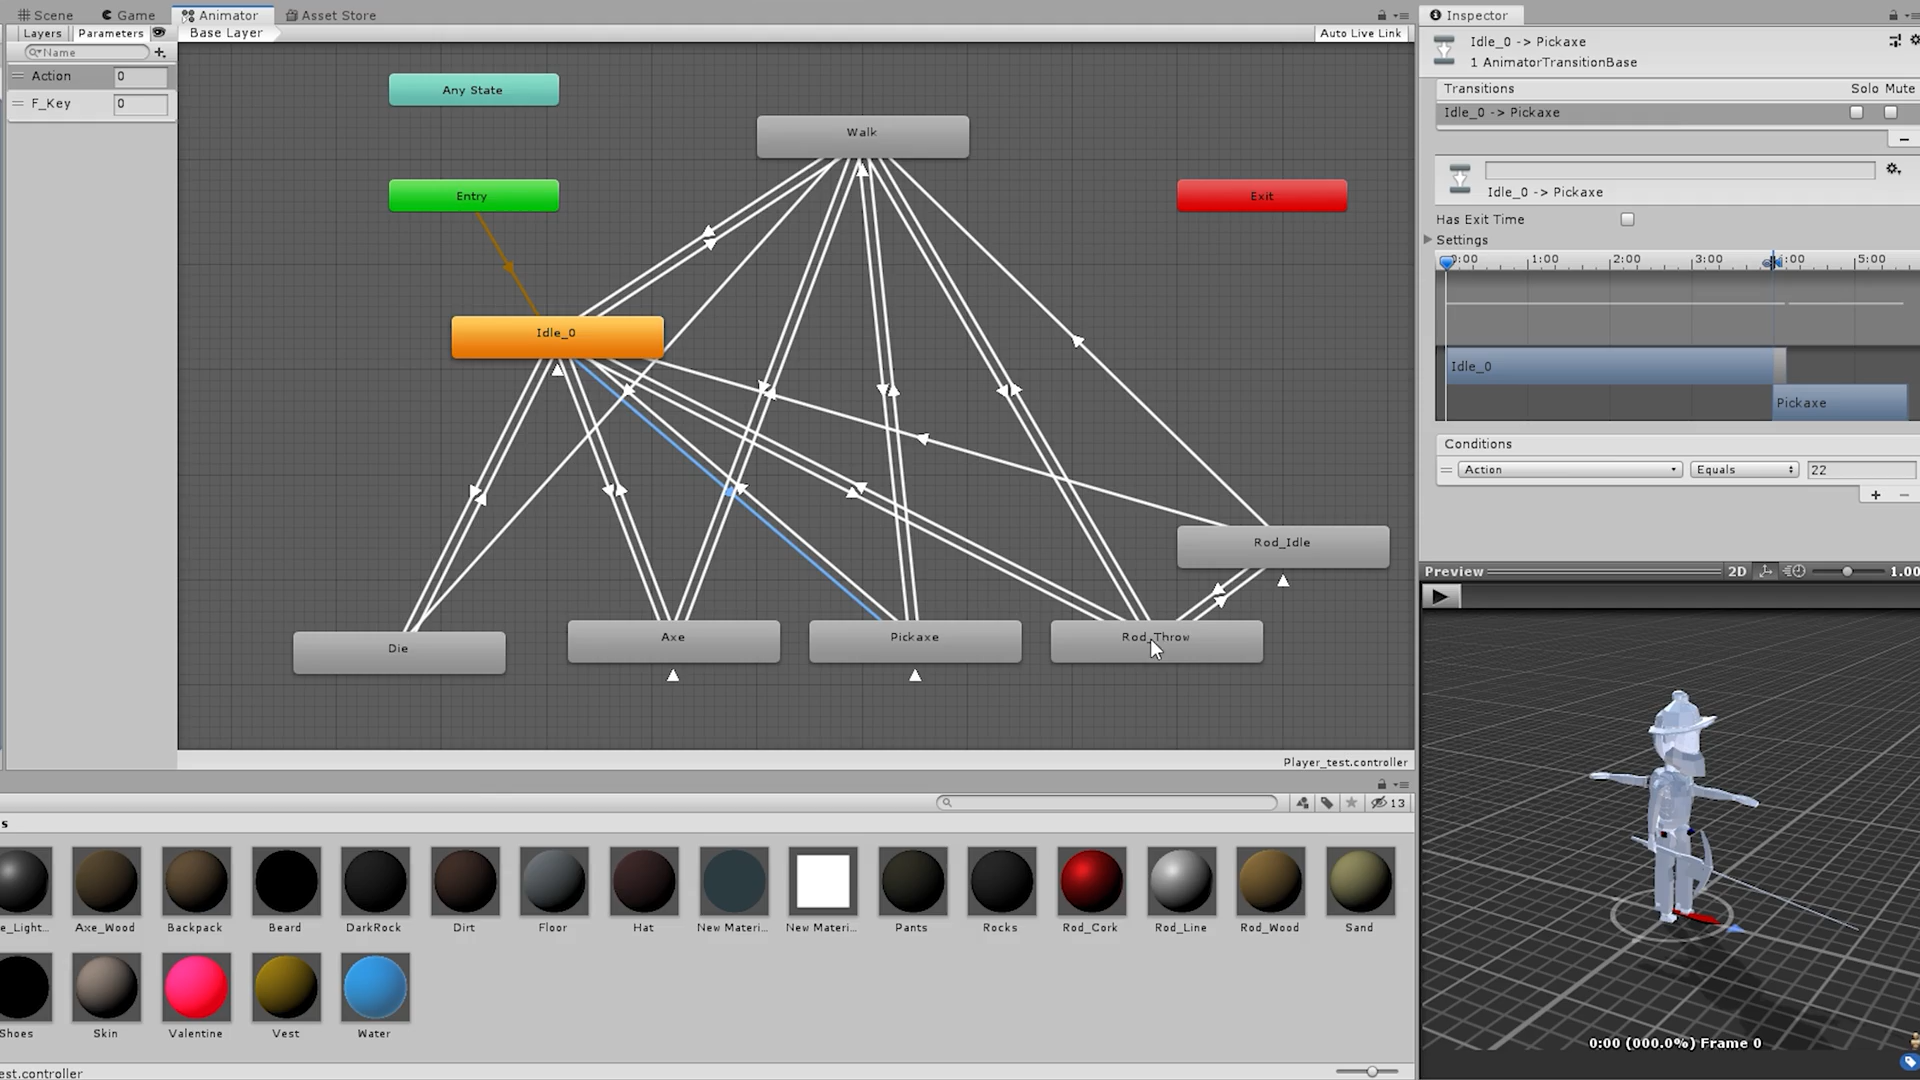 Scene Game Animator Asset Store
Layers Parameters Base Layer Auto Live Link
Name
Action 0
F_Key 0
Any State
Walk
Entry
Exit
Idle_0
Rod_Idle
Die
Axe
Pickaxe
Rod_Throw
Player_test.controller
13
s
e_Light...
Axe_Wood
Backpack
Beard
DarkRock
Dirt
Floor
Hat
New Materi...
New Materi...
Pants
Rocks
Rod_Cork
Rod_Line
Rod_Wood
Sand
Shoes
Skin
Valentine
Vest
Water
est.controller
Inspector
Idle_0 -> Pickaxe
1 AnimatorTransitionBase
Transitions Solo Mute
Idle_0 -> Pickaxe
Idle_0 -> Pickaxe
Has Exit Time
Settings
0:00 1:00 2:00 3:00 :00 5:00
Idle_0
Pickaxe
Conditions
Action Equals 22
Preview 2D 1.00
0:00 (000.0%) Frame 0